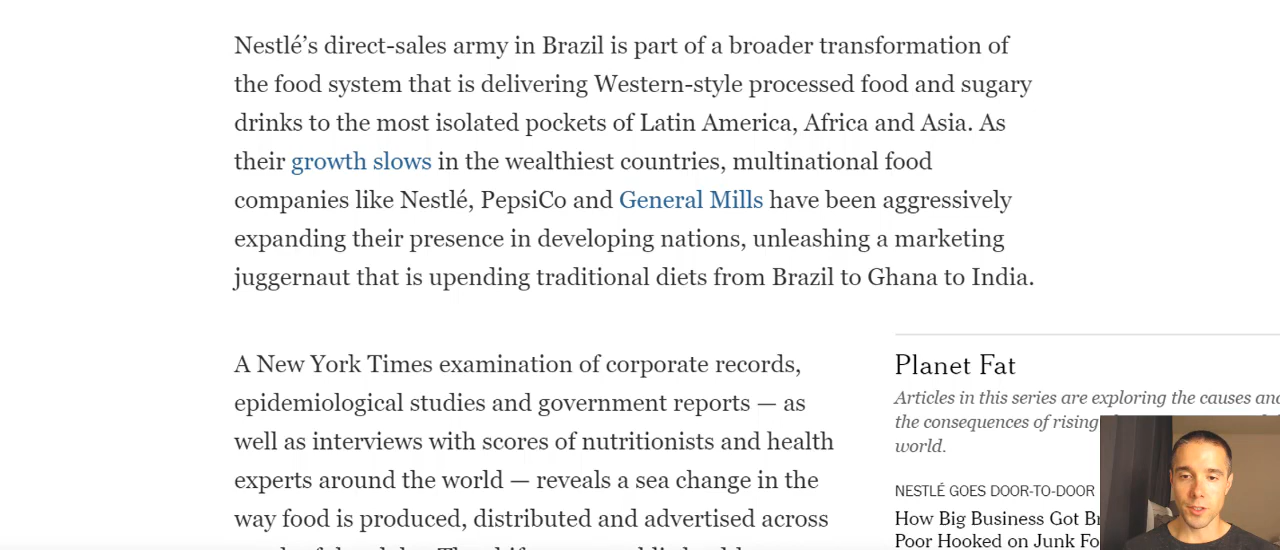 Nestlé’s direct-sales army in Brazil is part of a broader transformation of
the food system that is delivering Western-style processed food and sugary
drinks to the most isolated pockets of Latin America, Africa and Asia. As
their growth slows in the wealthiest countries, multinational food
companies like Nestlé, PepsiCo and General Mills have been aggressively
expanding their presence in developing nations, unleashing a marketing
juggernaut that is upending traditional diets from Brazil to Ghana to India.
A New York Times examination of corporate records,
epidemiological studies and government reports — as
well as interviews with scores of nutritionists and health
experts around the world — reveals a sea change in the
way food is produced, distributed and advertised across
Planet Fat
Articles in this series are exploring the causes and
the consequences of rising
world.
NESTLÉ GOES DOOR-TO-DOOR
How Big Business Got Br
Poor Hooked on Junk Fo